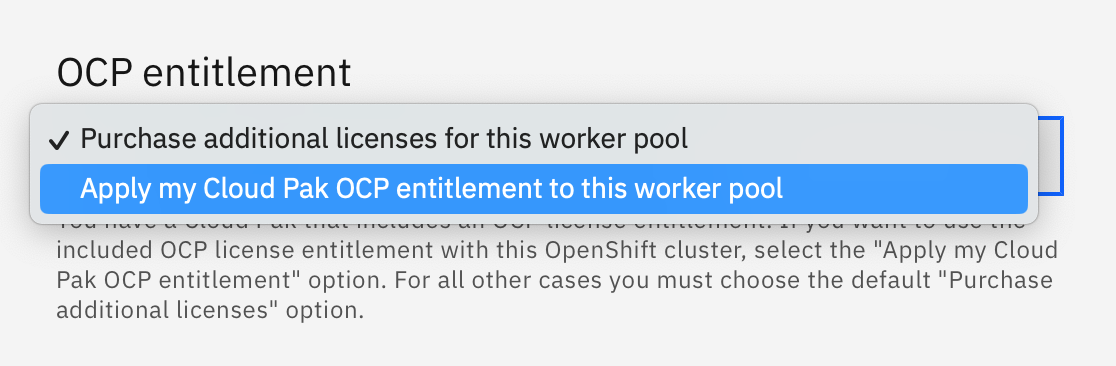 OCP entitlement
Purchase additional licenses for this worker pool
Apply my Cloud Pak OCP entitlement to this worker pool
You have a Cloud Pak that includes an OCP license entitlement. If you want to use the
included OCP license entitlement with this OpenShift cluster, select the "Apply my Cloud
Pak OCP entitlement" option. For all other cases you must choose the default "Purchase
additional licenses" option.